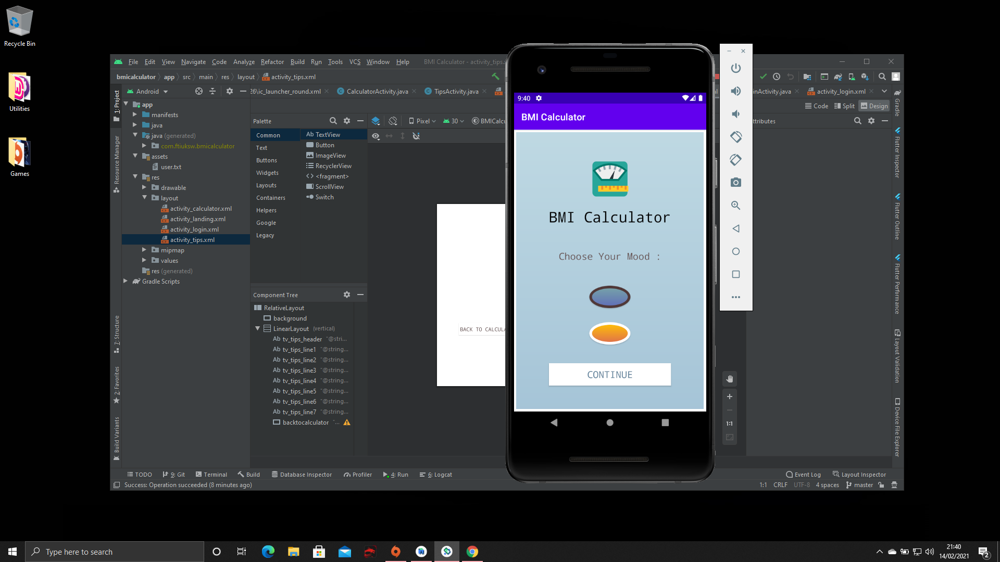 Recycle Bin
Utilities
Games
File Edit View Navigate Code Analyze Refactor Build Run Tools VCS Window Help BMI Calculator - activity_tips.
bmicalculator app src main res layout activity_tips.xml
Android
26\ic_launcher_round.xml CalculatorActivity.java TipsActivity.java inActivity.java activity_login.xml
Code Split Design
1: Project
Resource Manager
7: Structure
2: Favorites
Build Variants
app
manifests
java
java (generated)
com.ftiuksw.bmicalculator
assets
user.txt
res
drawable
layout
activity_calculator.xml
activity_landing.xml
activity_login.xml
activity_tips.xml
mipmap
values
res (generated)
Gradle Scripts
Palette
Common
Text
Buttons
Widgets
Layouts
Containers
Helpers
Google
Legacy
Ab TextView
Button
ImageView
RecyclerView
<> <fragment>
ScrollView
Switch
Pixel 30 BMICalcu
Component Tree
RelativeLayout
background
LinearLayout (vertical)
Ab tv_tips_header "@stri...
Ab tv_tips_line1 "@string...
Ab tv_tips_line2 "@string...
Ab tv_tips_line3 "@string...
Ab tv_tips_line4 "@string...
Ab tv_tips_line5 "@string...
Ab tv_tips_line6 "@string...
Ab tv_tips_line7 "@string...
backtocalculator "...
BACK TO CALCULA
9:40
BMI Calculator
BMI Calculator
Choose Your Mood :
CONTINUE
ttributes
1:1
Gradle
Flutter Inspector
Flutter Outline
Flutter Performance
Layout Validation
Device File Explorer
TODO 9: Git Terminal Build Database Inspector Profiler 4: Run 6: Logcat Event Log Layout Inspector
Success: Operation succeeded (8 minutes ago) 1:1 CRLF UTF-8 4 spaces master
Type here to search
21:40
14/02/2021
2